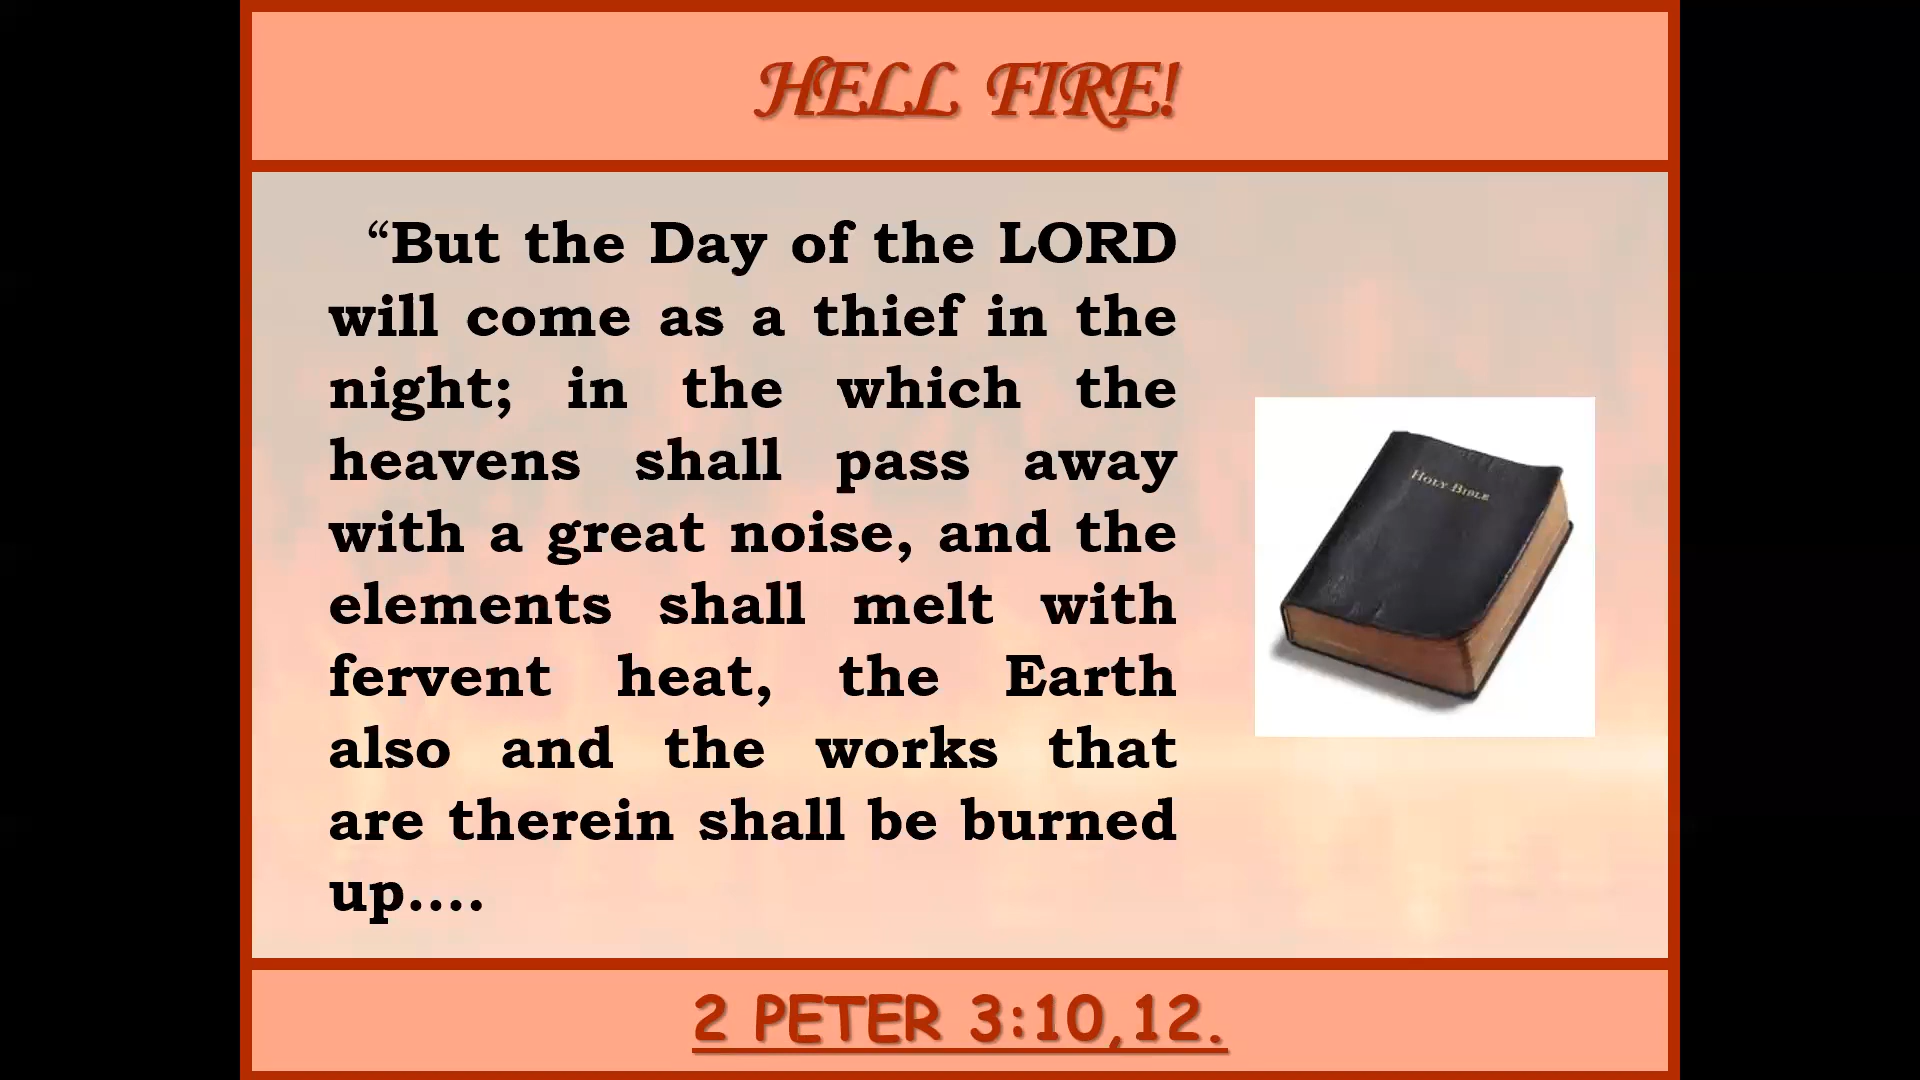 HELL FIRE!
“But the Day of the LORD
will come as a thief in the
night; in the which the
heavens shall pass away
with a great noise, and the
elements shall melt with
fervent heat, the Earth
also and the works that
are therein shall be burned
up….
HOLY BIBLE
2 PETER 3:10,12.